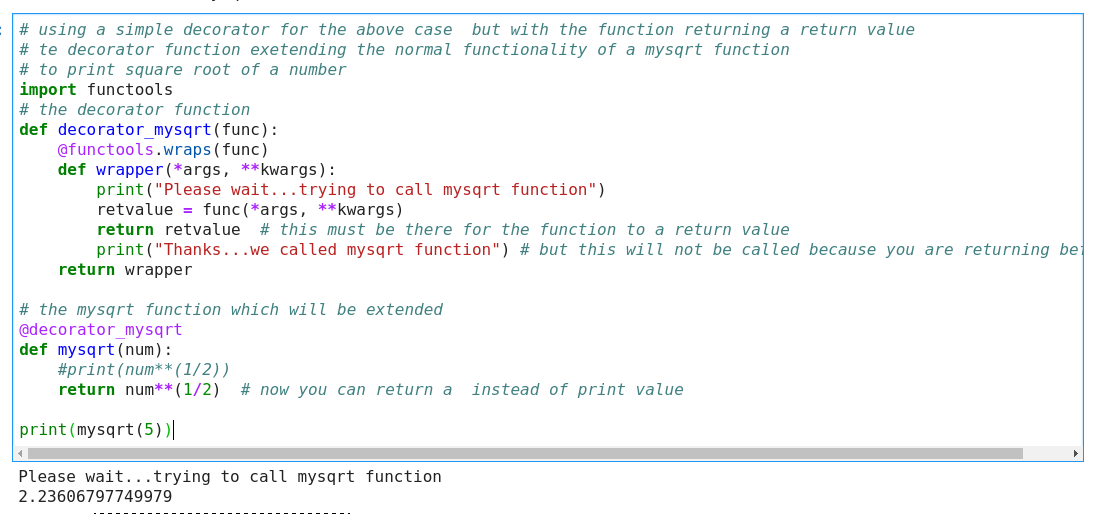 # using a simple decorator for the above case  but with the function returning a return value
# te decorator function exetending the normal functionality of a mysqrt function
# to print square root of a number
import functools
# the decorator function
def decorator_mysqrt(func):
    @functools.wraps(func)
    def wrapper(*args, **kwargs):
        print("Please wait...trying to call mysqrt function")
        retvalue = func(*args, **kwargs)
        return retvalue  # this must be there for the function to a return value
        print("Thanks...we called mysqrt function") # but this will not be called because you are returning
    return wrapper

# the mysqrt function which will be extended
@decorator_mysqrt
def mysqrt(num):
    #print(num**(1/2))
    return num**(1/2)  # now you can return a  instead of print value

print(mysqrt(5))
Please wait...trying to call mysqrt function
2.23606797749979